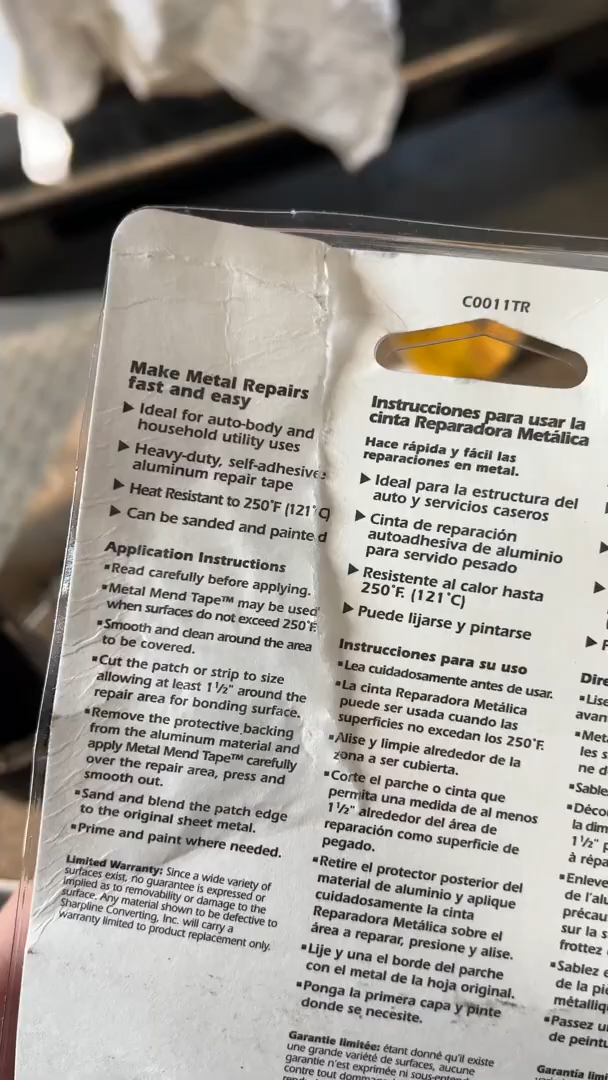 C0011TR
Make Metal Repairs
fast and easy
▶ Ideal for auto-body and
household utility uses
▶ Heavy-duty, self-adhesive
aluminum repair tape
▶ Heat Resistant to 250°F (121°C)
▶ Can be sanded and painted
Application Instructions
▪Read carefully before applying.
▪Metal Mend Tape™ may be used
when surfaces do not exceed 250°F.
▪Smooth and clean around the area
to be covered.
▪Cut the patch or strip to size
allowing at least 1 1/2" around the
repair area for bonding surface.
▪Remove the protective backing
from the aluminum material and
apply Metal Mend Tape™ carefully
over the repair area, press and
smooth out.
▪Sand and blend the patch edge
to the original sheet metal.
▪Prime and paint where needed.
Limited Warranty: Since a wide variety of
surfaces exist, no guarantee is expressed or
implied as to removability or damage to the
surface. Any material shown to be defective to
Sharpline Converting, Inc. will carry a
warranty limited to product replacement only.
Instrucciones para usar la
cinta Reparadora Metálica
Hace rápida y fácil las
reparaciones en metal.
▶ Ideal para la estructura del
auto y servicios caseros
▶ Cinta de reparación
autoadhesiva de aluminio
para servido pesado
▶ Resistente al calor hasta
250°F. (121°C)
▶ Puede lijarse y pintarse
Instrucciones para su uso
▪Lea cuidadosamente antes de usar.
▪La cinta Reparadora Metálica
puede ser usada cuando las
superficies no excedan los 250°F.
▪Alise y limpie alrededor de la
zona a ser cubierta.
▪Corte el parche o cinta que
permita una medida de al menos
1 1/2" alrededor del área de
reparación como superficie de
pegado.
▪Retire el protector posterior del
material de aluminio y aplique
cuidadosamente la cinta
Reparadora Metálica sobre el
área a reparar, presione y alise.
▪Lije y una el borde del parche
con el metal de la hoja original.
▪Ponga la primera capa y pinte
donde se necesite.
Garantie limitée: étant donné qu'il existe
une grande variété de surfaces, aucune
garantie n'est exprimée ni sous-entendue
contre tout
Dire
▪Lise
avan
▪Meta
les s
ne d
▪Sable
▪Déco
la dim
1 1/2" p
à répa
▪Enleve
de l'alu
précau
sur la s
frottez
▪Sablez e
de la piè
métalliq
▪Passez u
de peintu
Garantía limi